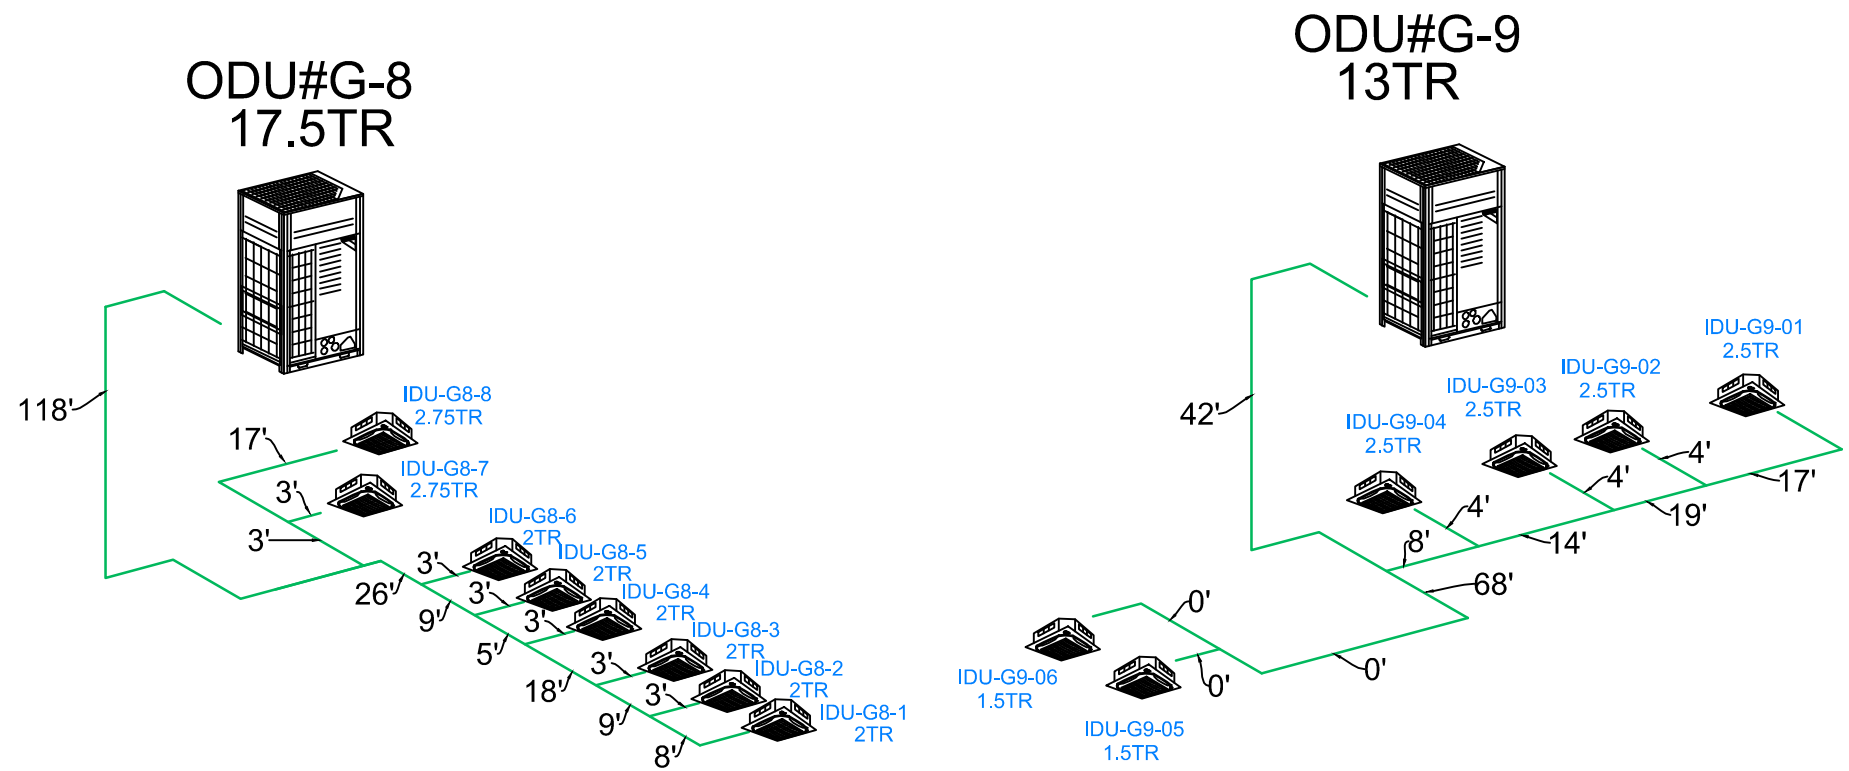 ODU#G-8
17.5TR
118'
IDU-G8-8
2.75TR
17'
IDU-G8-7
2.75TR
3'
3'
IDU-G8-6
2TR
3'
IDU-G8-5
2TR
3'
IDU-G8-4
2TR
3'
IDU-G8-3
2TR
3'
IDU-G8-2
2TR
3'
IDU-G8-1
2TR
26'
9'
5'
18'
9'
8'
ODU#G-9
13TR
42'
IDU-G9-01
2.5TR
IDU-G9-02
2.5TR
IDU-G9-03
2.5TR
IDU-G9-04
2.5TR
4'
4'
4'
17'
19'
14'
8'
68'
0'
0'
0'
IDU-G9-06
1.5TR
IDU-G9-05
1.5TR